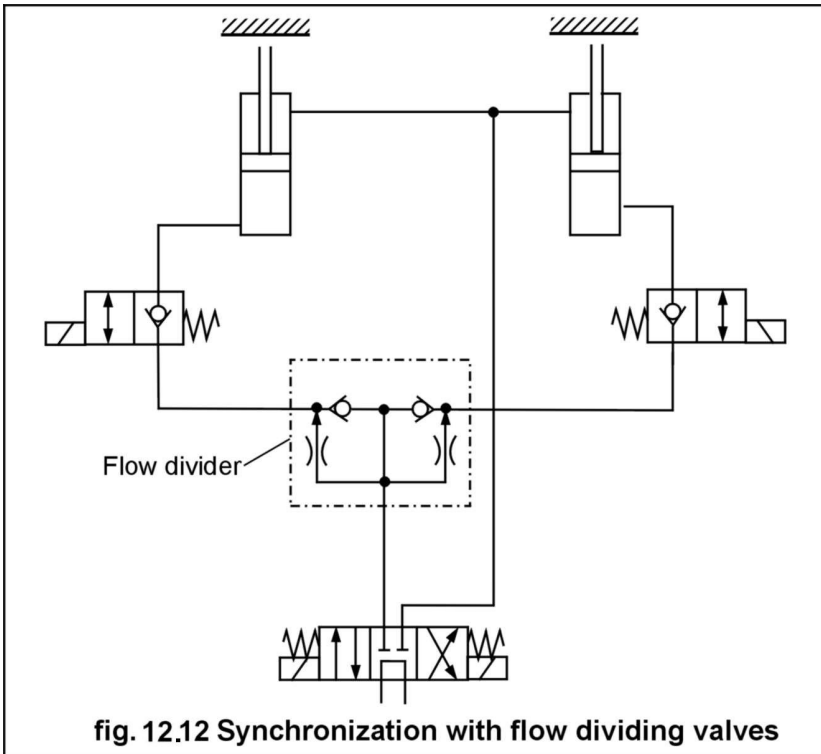 Flow divider
fig. 12.12 Synchronization with flow dividing valves